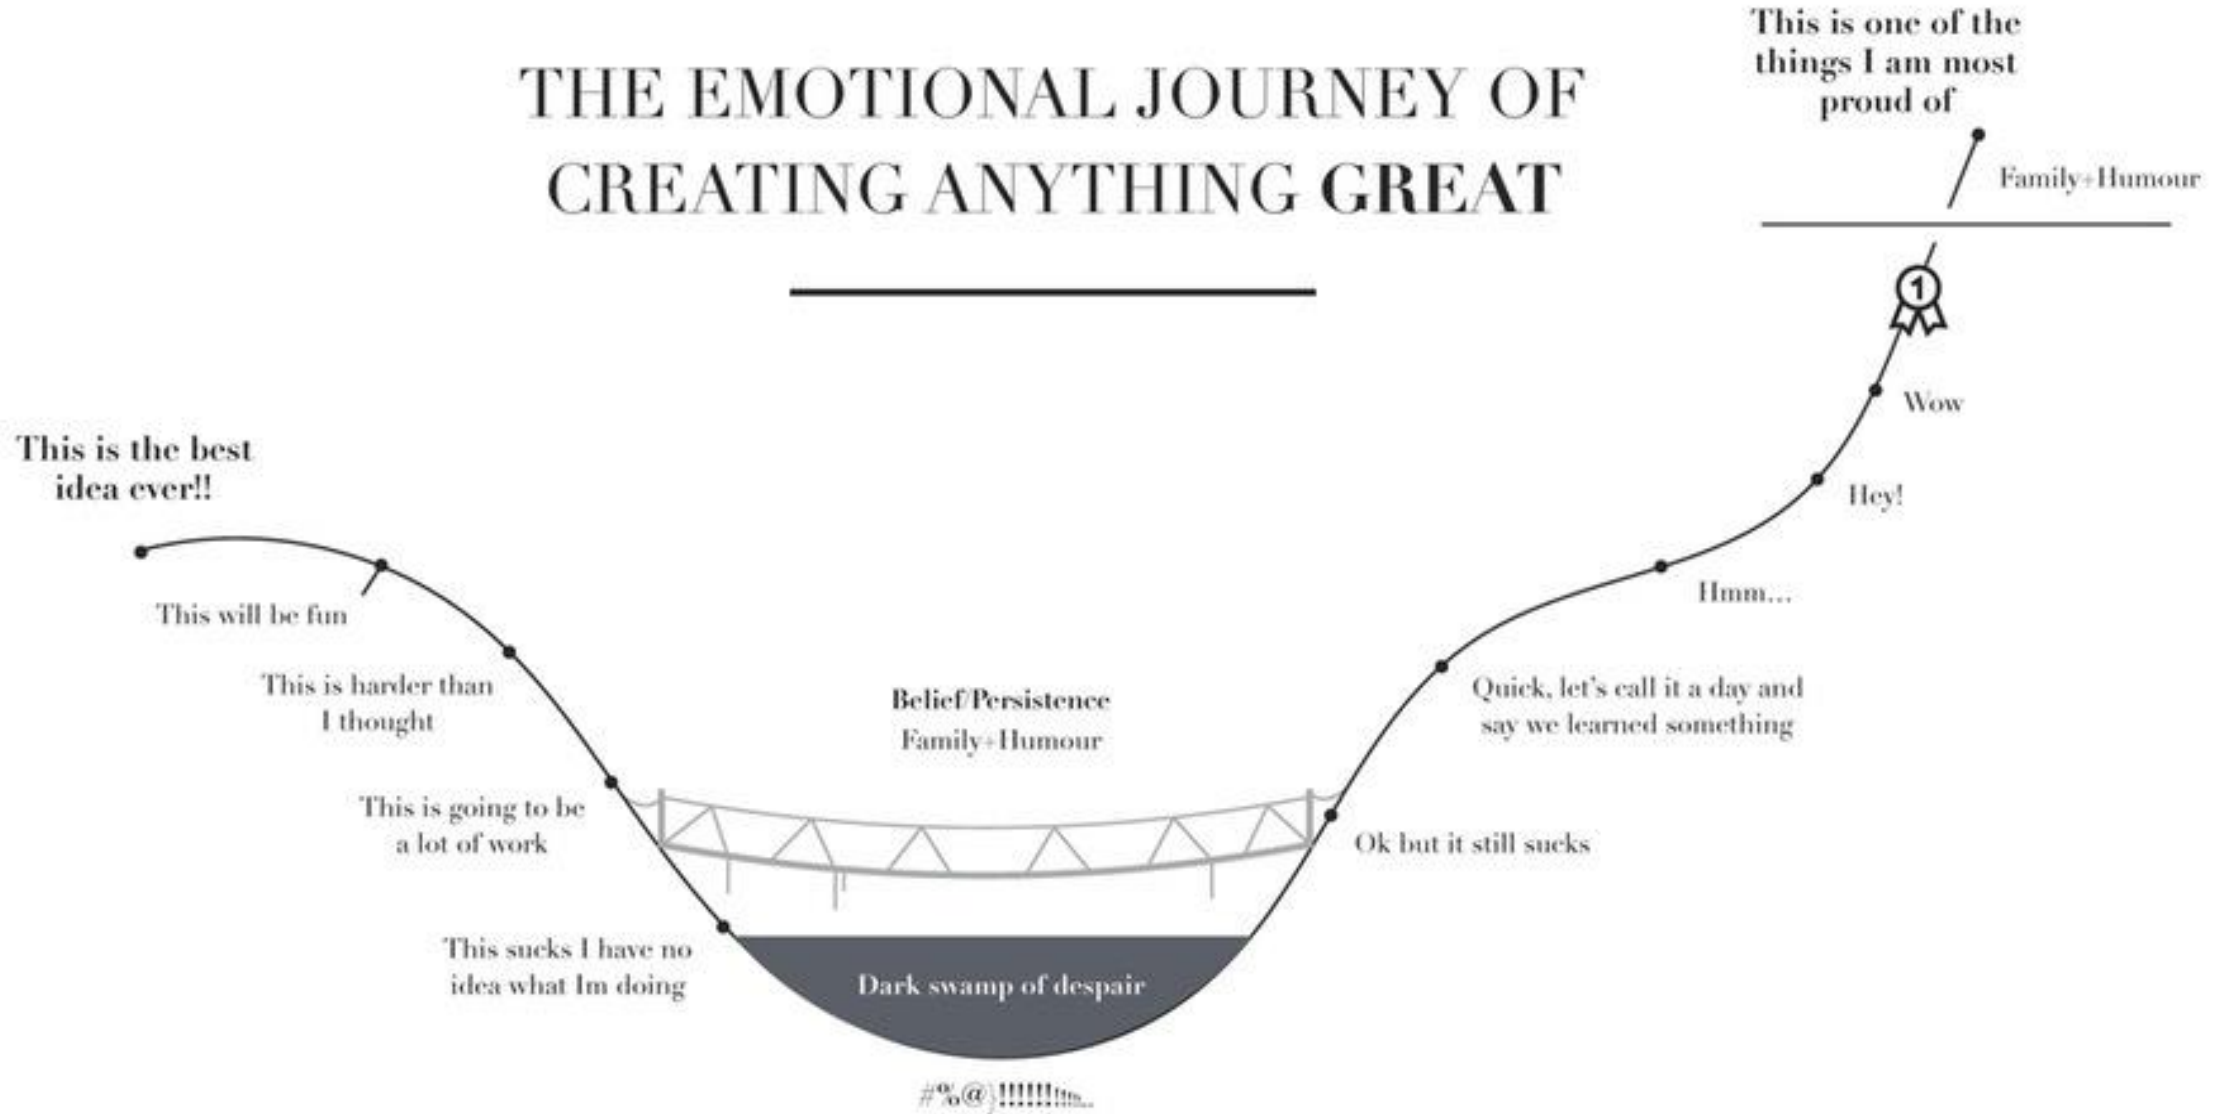 THE EMOTIONAL JOURNEY OF
CREATING ANYTHING GREAT
This is the best
idea ever!!
This will be fun
This is harder than
I thought
This is going to be
a lot of work
This sucks I have no
idea what Im doing
Belief/Persistence
Family+Humour
Dark swamp of despair
#%@}!!!!!!!!!!!...
Ok but it still sucks
Quick, let's call it a day and
say we learned something
Hmm...
Hey!
Wow
1
Family+Humour
This is one of the
things I am most
proud of